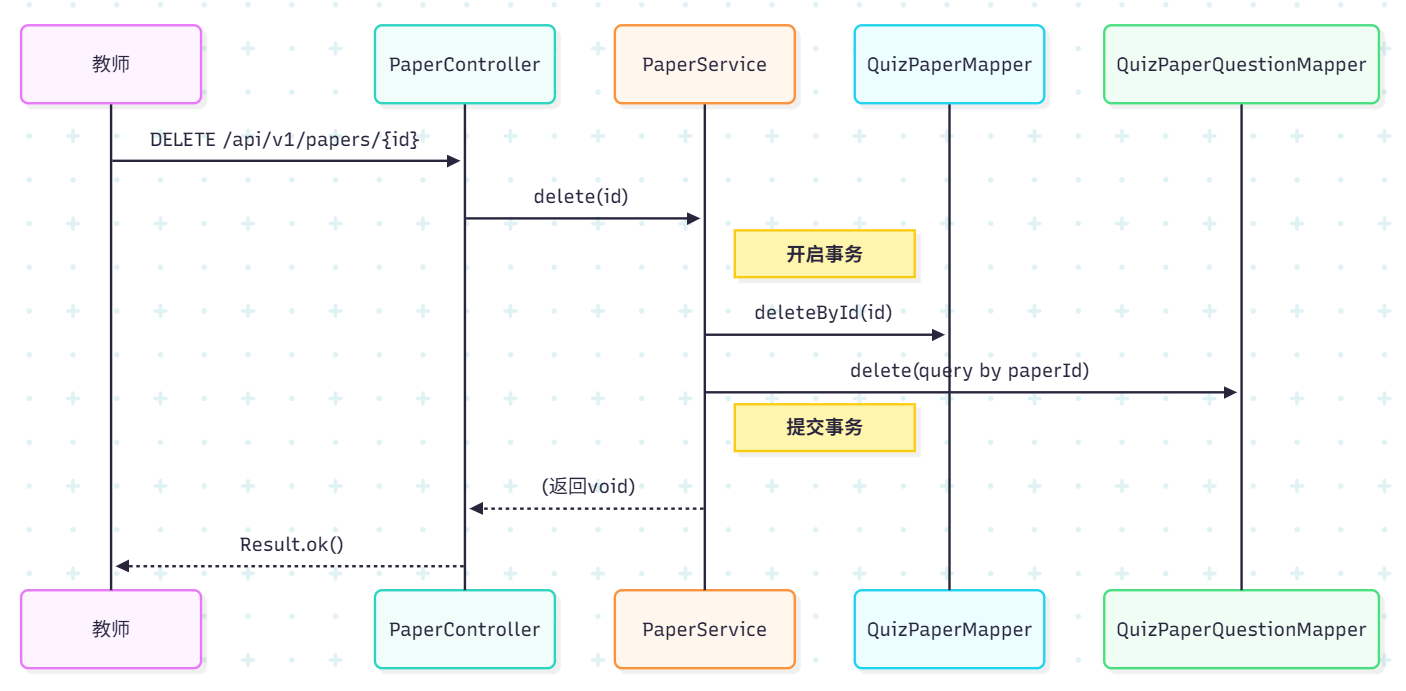 教师
PaperController
PaperService
QuizPaperMapper
QuizPaperQuestionMapper
DELETE /api/v1/papers/{id}
delete(id)
开启事务
deleteById(id)
delete(query by paperId)
提交事务
(返回void)
Result.ok()
教师
PaperController
PaperService
QuizPaperMapper
QuizPaperQuestionMapper